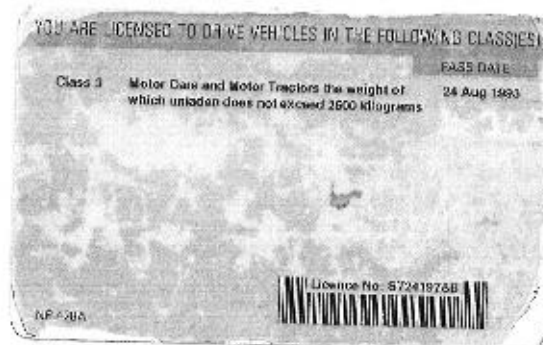 YOU ARE LICENSED TO DRIVE VEHICLES IN THE FOLLOWING CLASS(ES)
PASS DATE
Class 3 Motor Cars and Motor Tractors the weight of 24 Aug 1993
which unladen does not exceed 2500 kilograms
Licence No: S7241976B